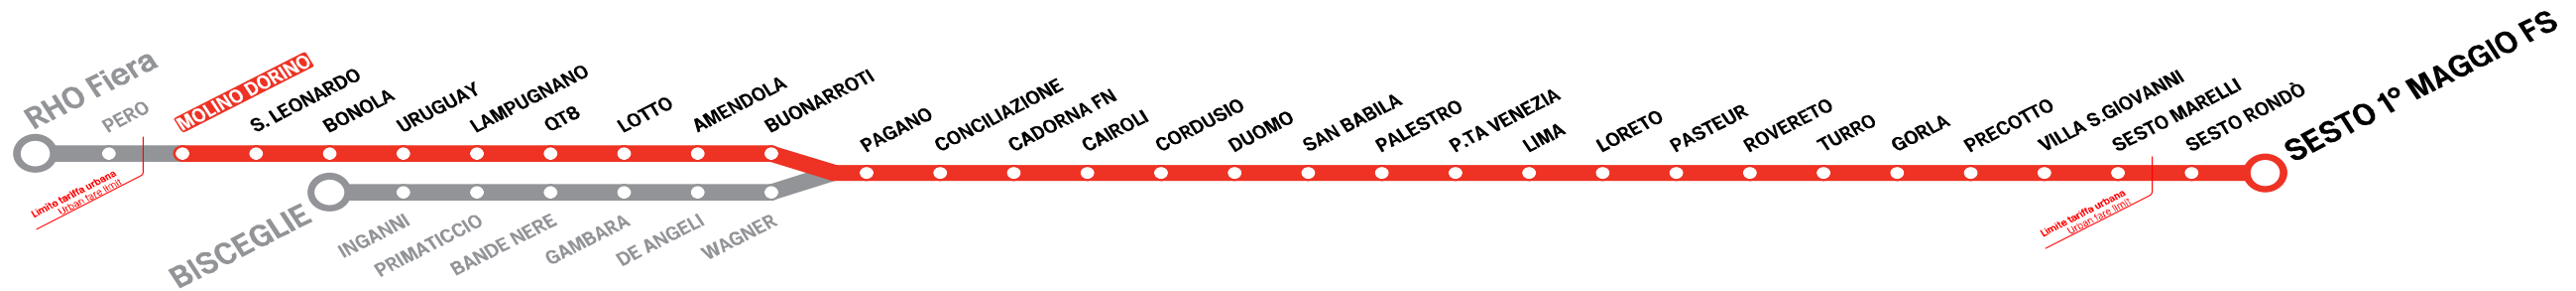 RHO Fiera
PERO
MOLINO DORINO
S. LEONARDO
BONOLA
URUGUAY
LAMPUGNANO
QT8
LOTTO
AMENDOLA
BUONARROTI
PAGANO
CONCILIAZIONE
CADORNA FN
CAIROLI
CORDUSIO
DUOMO
SAN BABILA
PALESTRO
P.TA VENEZIA
LIMA
LORETO
PASTEUR
ROVERETO
TURRO
GORLA
PRECOTTO
VILLA S.GIOVANNI
SESTO MARELLI
SESTO RONDÒ
SESTO 1° MAGGIO FS
Limite tariffa urbana
Urban fare limit
BISCEGLIE
INGANNI
PRIMATICCIO
BANDE NERE
GAMBARA
DE ANGELI
WAGNER
Limite tariffa urbana
Urban fare limit